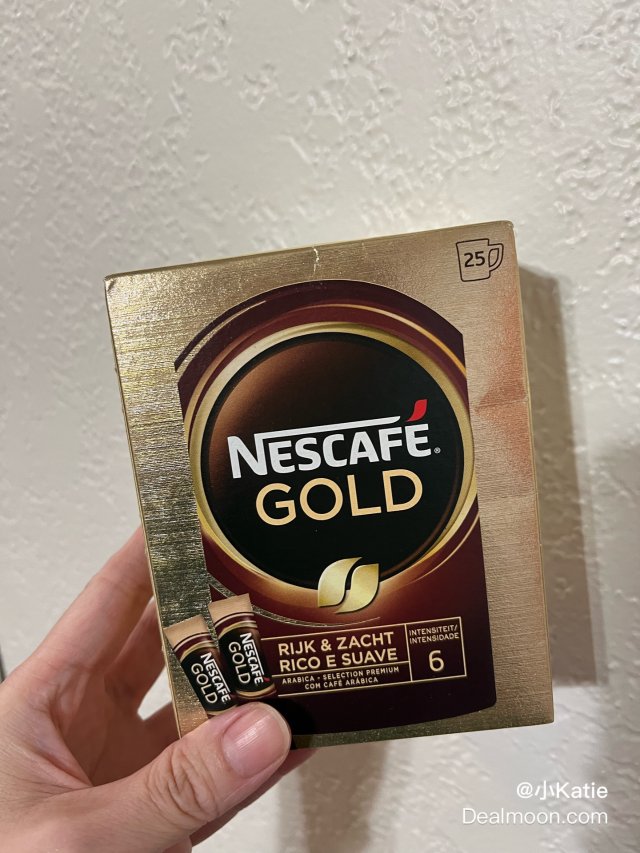 25
NESCAFÉ®
GOLD
RIJK & ZACHT
RICO E SUAVE
ARABICA - SELECTION PREMIUM
COM CAFÉ ARÁBICA
INTENSITEIT/
INTENSIDADE
6
NESCAFÉ
GOLD
NESCAFÉ
GOLD
@小Katie
Dealmoon.com